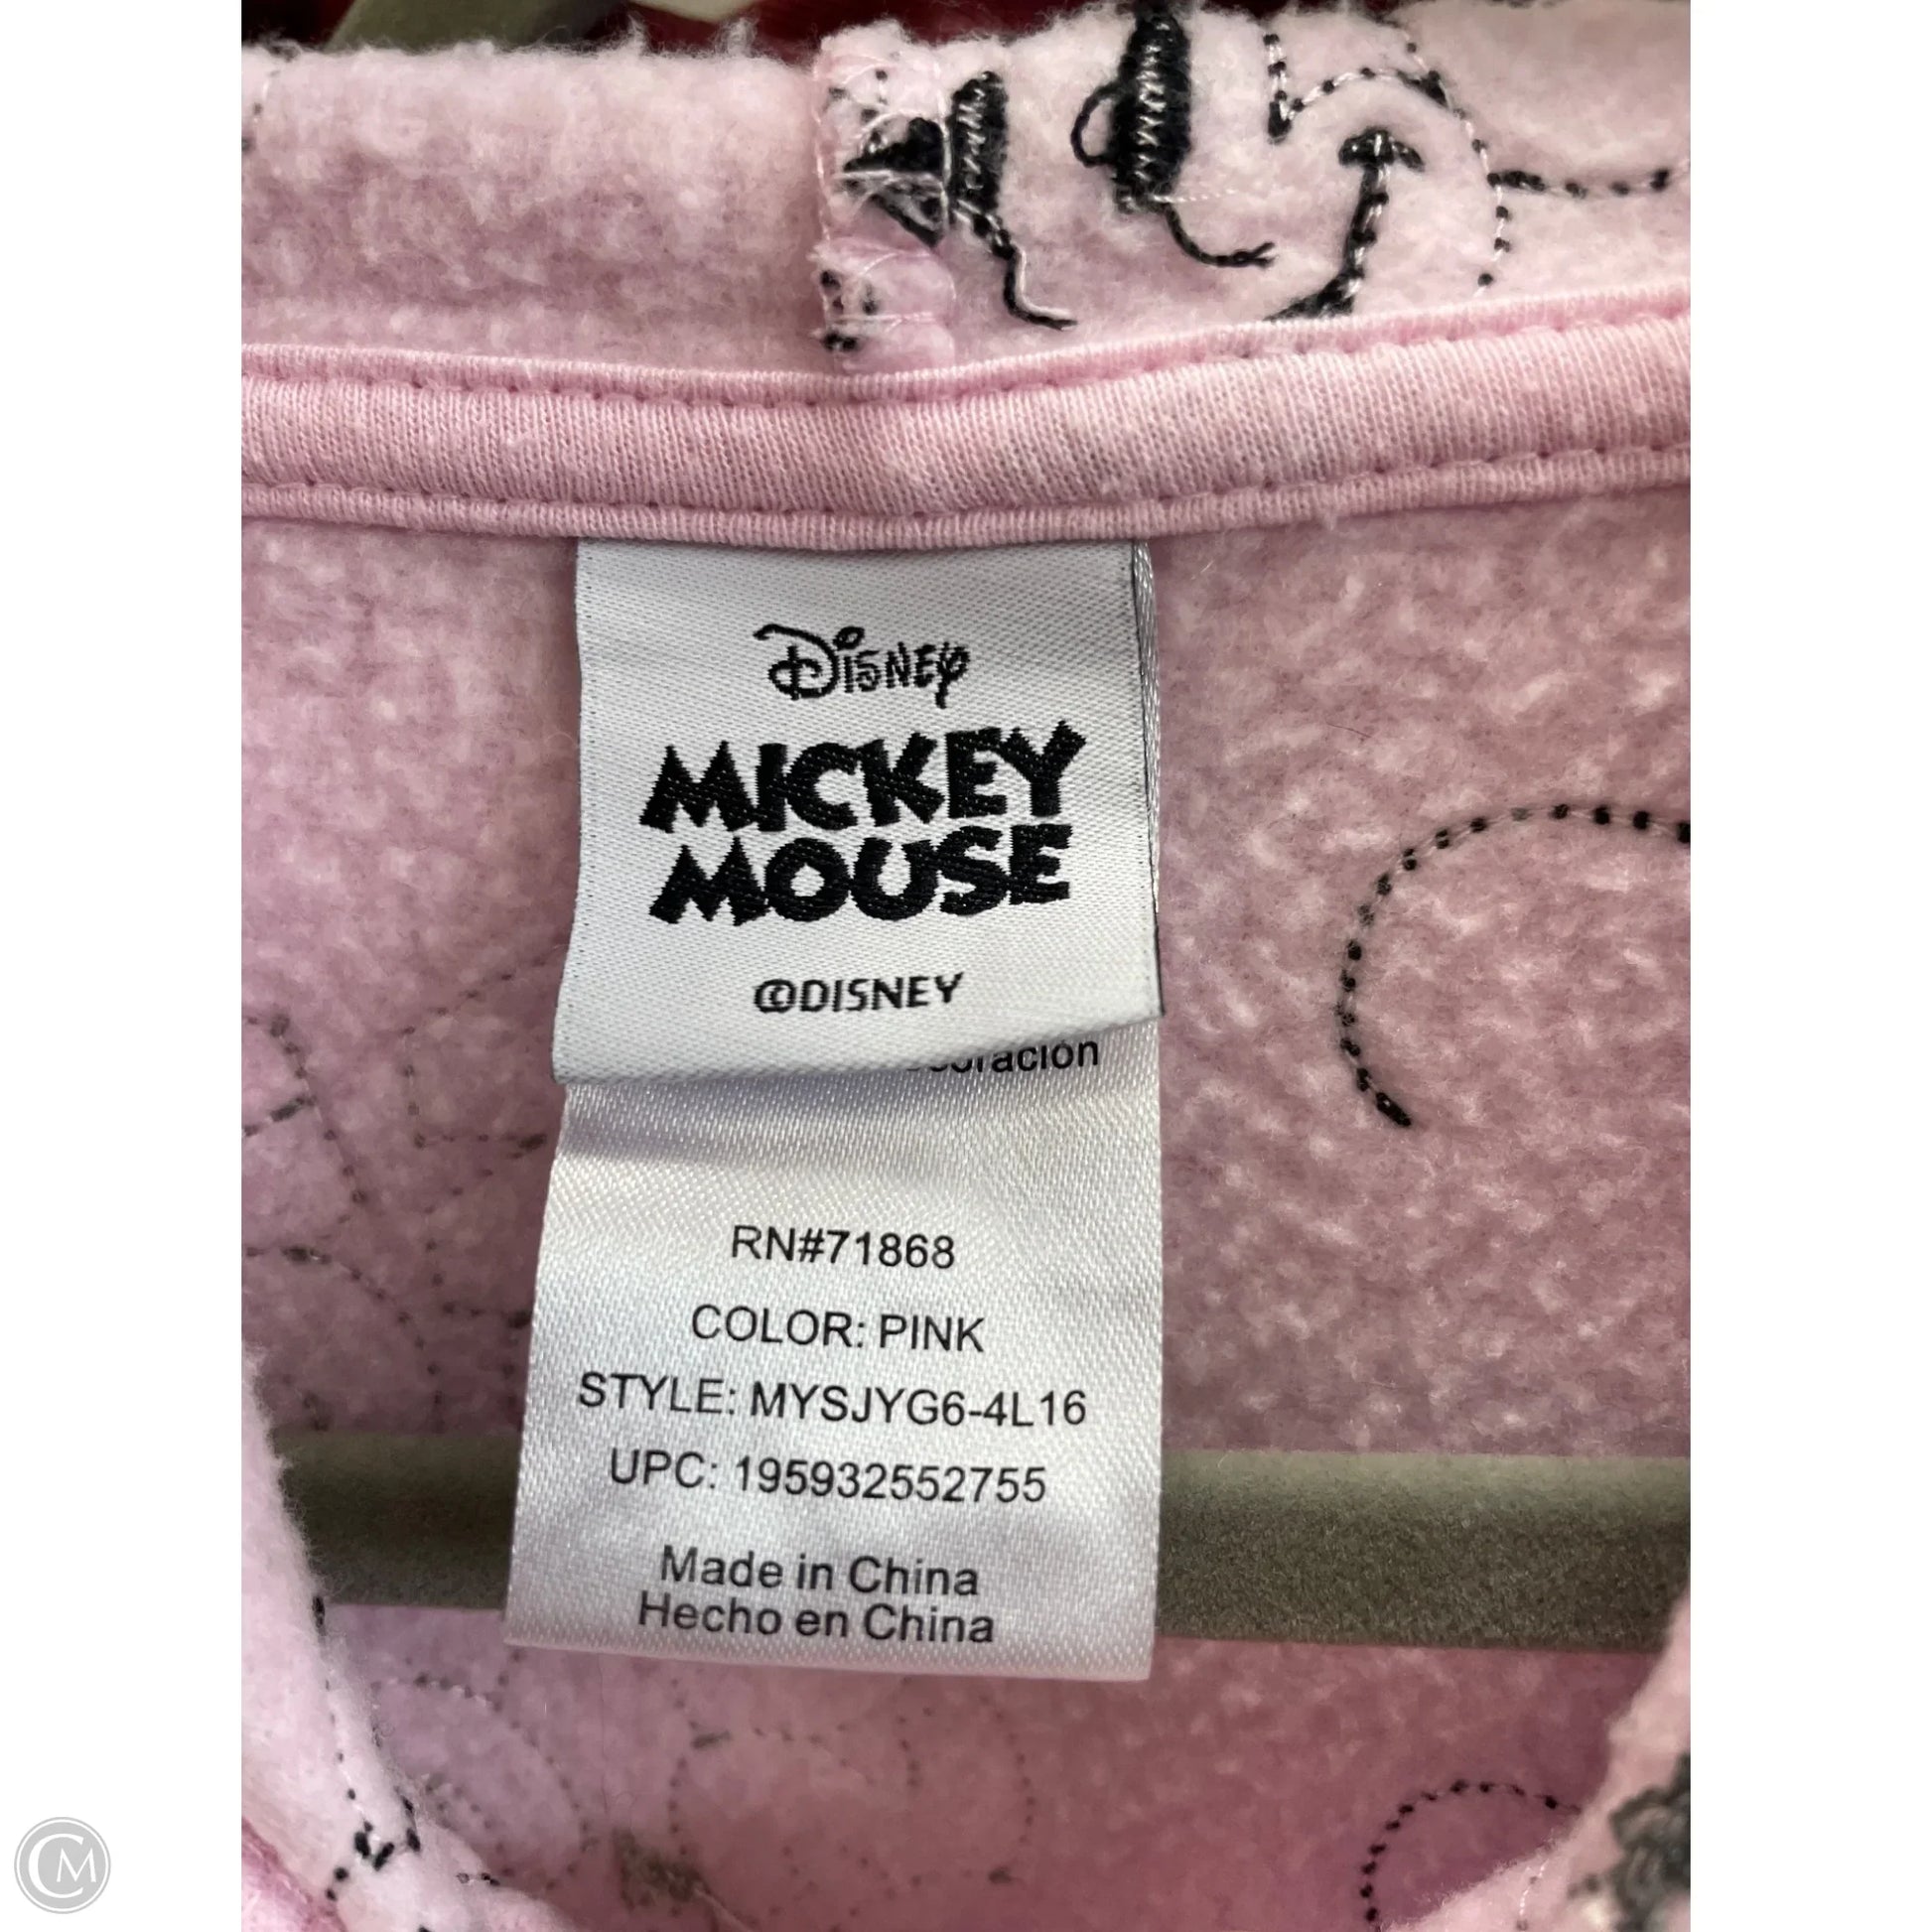 Disney
MICKEY
MOUSE
©DISNEY
RN#71868
COLOR: PINK
STYLE: MYSJYG6-4L16
UPC: 195932552755
Made in China
Hecho en China
CM